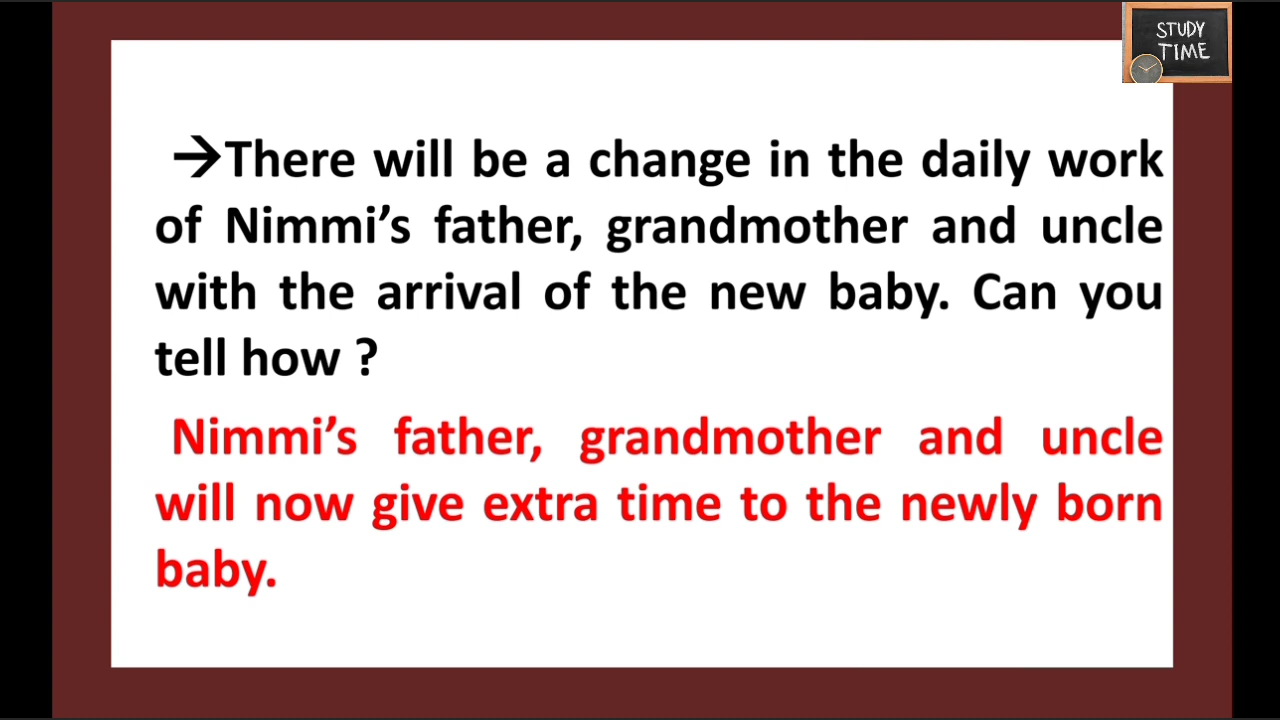 STUDY
TIME
→There will be a change in the daily work
of Nimmi’s father, grandmother and uncle
with the arrival of the new baby. Can you
tell how ?
Nimmi’s father, grandmother and uncle
will now give extra time to the newly born
baby.